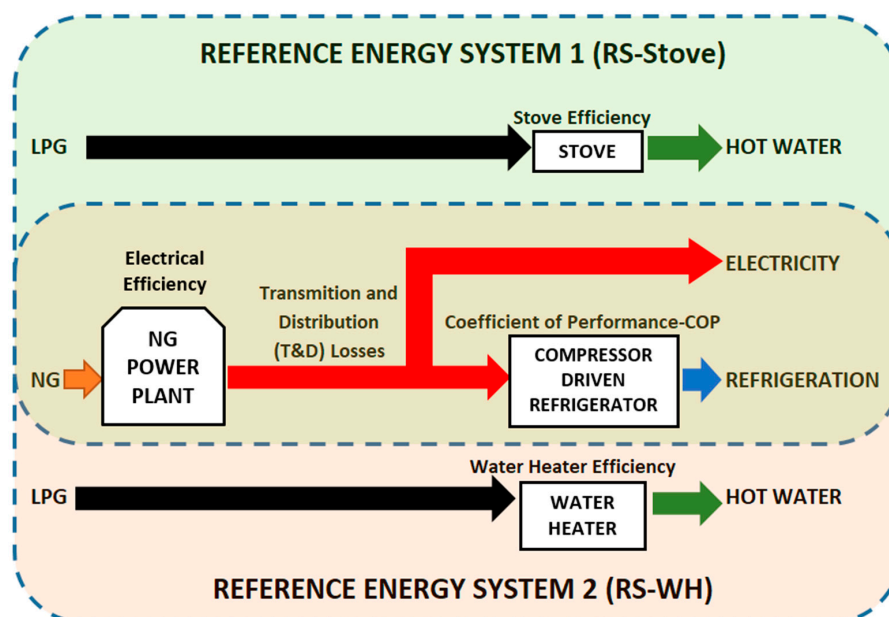 REFERENCE ENERGY SYSTEM 1 (RS-Stove)
Stove Efficiency
LPG
STOVE
HOT WATER
Electrical
Efficiency
ELECTRICITY
Transmition and
Distribution
(T&D) Losses
Coefficient of Performance-COP
NG
NG
POWER
PLANT
COMPRESSOR
DRIVEN
REFRIGERATOR
REFRIGERATION
Water Heater Efficiency
LPG
WATER
HEATER
HOT WATER
REFERENCE ENERGY SYSTEM 2 (RS-WH)